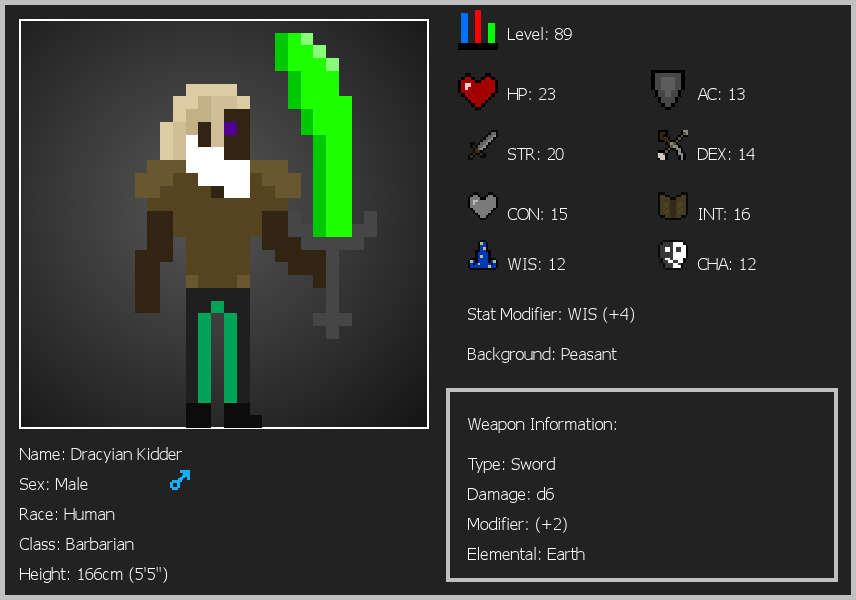 Level: 89
HP: 23
AC: 13
STR: 20
DEX: 14
CON: 15
INT: 16
WIS: 12
CHA: 12
Stat Modifier: WIS (+4)
Background: Peasant
Weapon Information:
Type: Sword
Damage: d6
Modifier: (+2)
Elemental: Earth
Name: Dracyian Kidder
Sex: Male
Race: Human
Class: Barbarian
Height: 166cm (5'5")